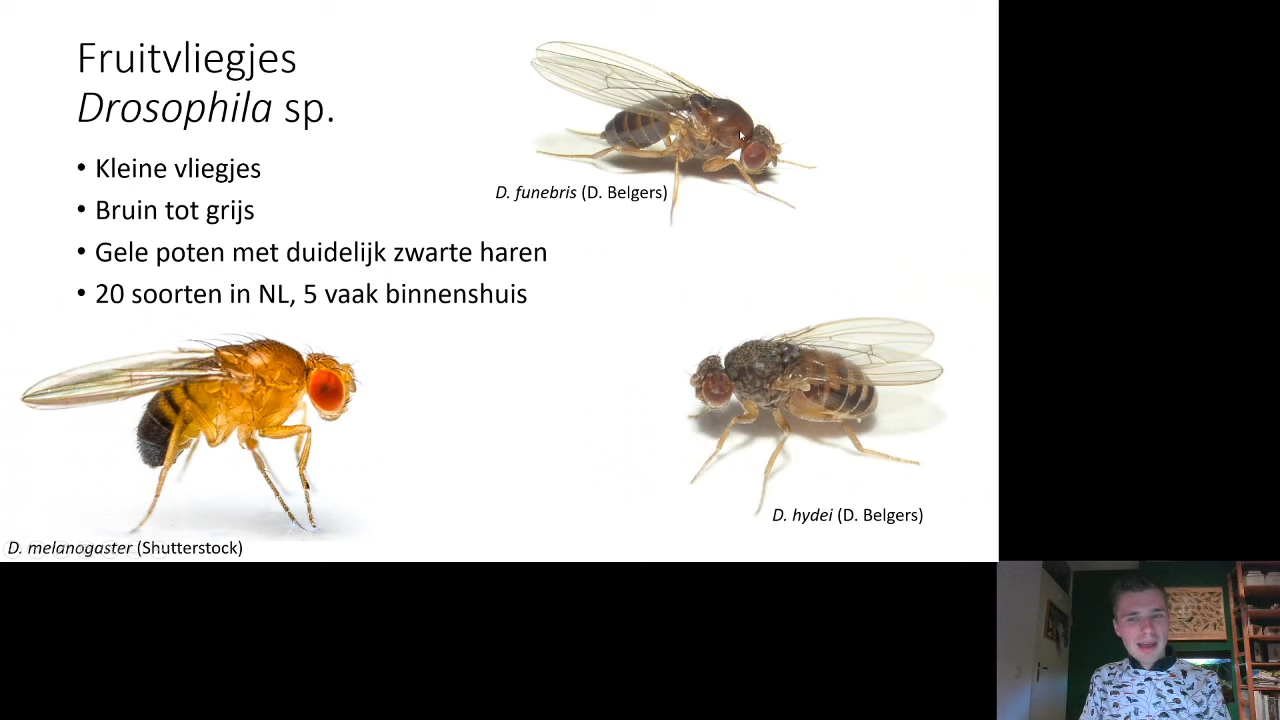 Fruitvliegjes
Drosophila sp.
• Kleine vliegjes
• Bruin tot grijs
• Gele poten met duidelijk zwarte haren
• 20 soorten in NL, 5 vaak binnenshuis
D. funebris (D. Belgers)
D. hydei (D. Belgers)
D. melanogaster (Shutterstock)